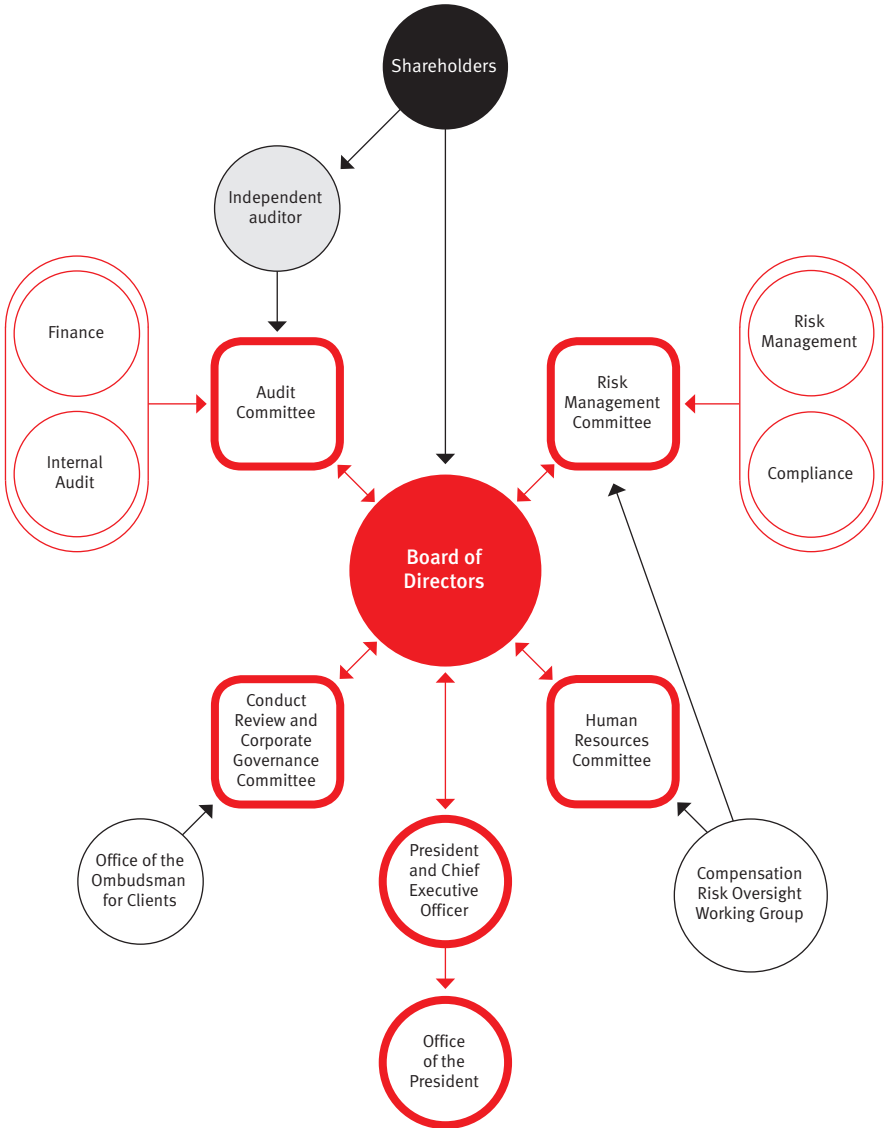 Shareholders
Independent
auditor
Finance
Internal
Audit
Audit
Committee
Risk
Management
Committee
Risk
Management
Compliance
Board of
Directors
Conduct
Review and
Corporate
Governance
Committee
Human
Resources
Committee
Office of the
Ombudsman
for Clients
President
and Chief
Executive
Officer
Compensation
Risk Oversight
Working Group
Office
of the
President